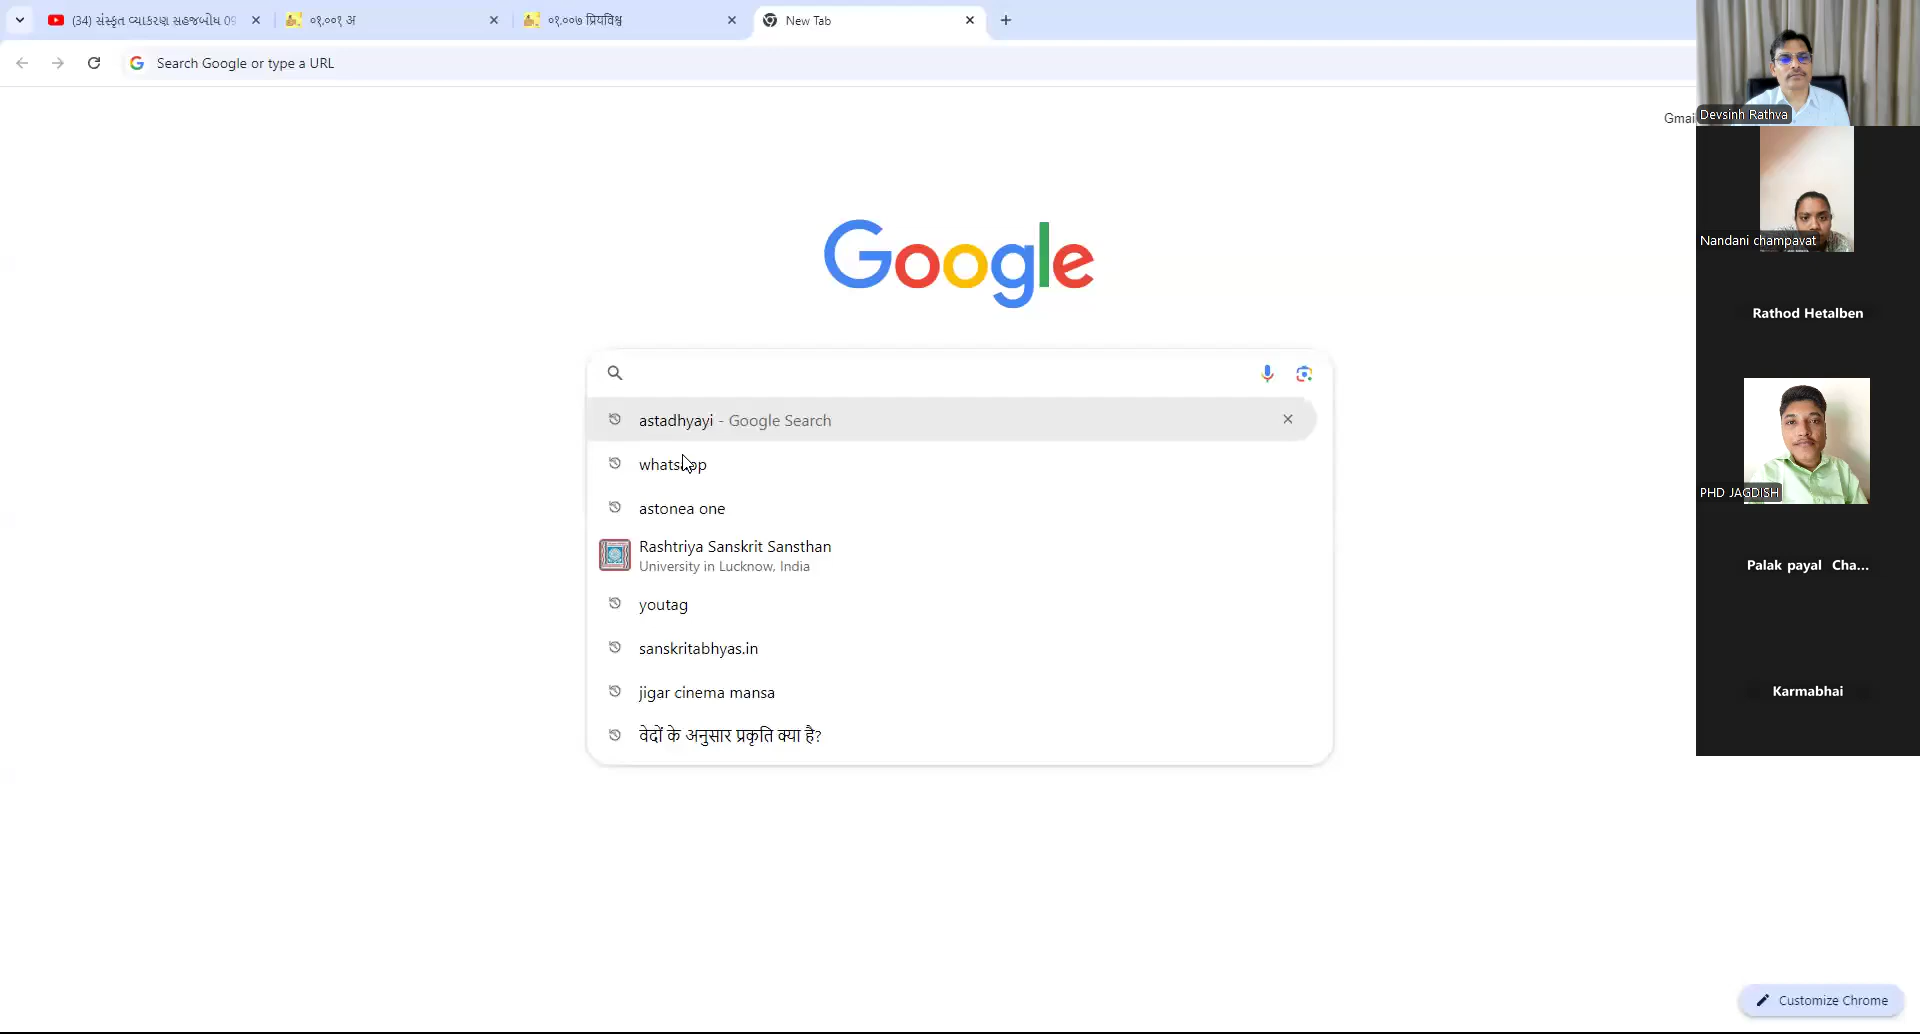 (34) સંસ્કૃત વ્યાકરણ સહજબોધ 09
०१,००१ अ
०१,००७ प्रियविश्व
New Tab
Search Google or type a URL
Gmai
Google
astadhyayi - Google Search
whatsapp
astonea one
Rashtriya Sanskrit Sansthan
University in Lucknow, India
youtag
sanskritabhyas.in
jigar cinema mansa
वेदों के अनुसार प्रकृति क्या है?
Customize Chrome
Devsinh Rathva
Nandani champavat
Rathod Hetalben
PHD JAGDISH
Palak payal Cha...
Karmabhai